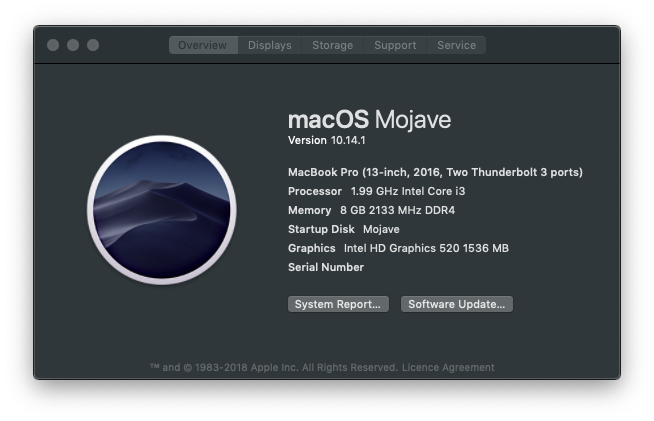 Overview Displays Storage Support Service
macOS Mojave
Version 10.14.1
MacBook Pro (13-inch, 2016, Two Thunderbolt 3 ports)
Processor 1.99 GHz Intel Core i3
Memory 8 GB 2133 MHz DDR4
Startup Disk Mojave
Graphics Intel HD Graphics 520 1536 MB
Serial Number
System Report... Software Update...
™ and © 1983-2018 Apple Inc. All Rights Reserved. Licence Agreement